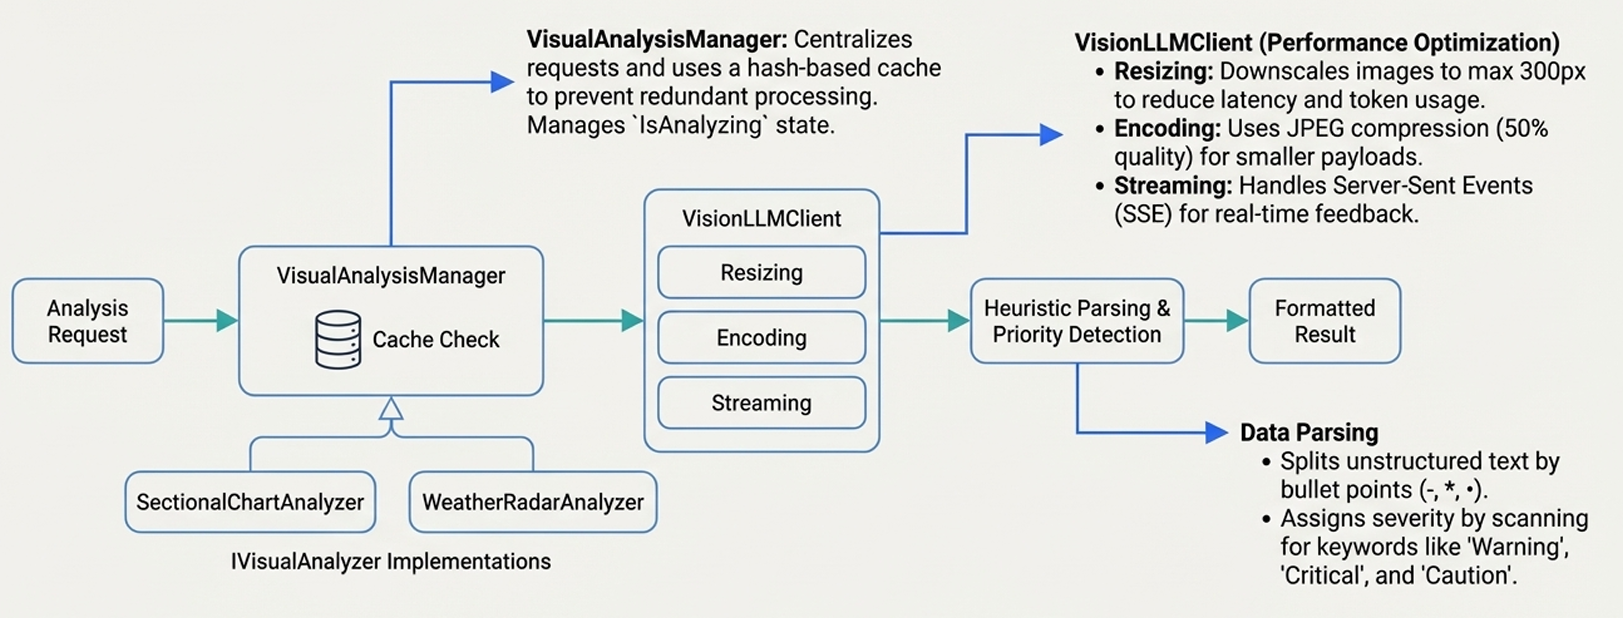 VisualAnalysisManager: Centralizes
requests and uses a hash-based cache
to prevent redundant processing.
Manages `IsAnalyzing` state.
VisionLLMClient (Performance Optimization)
• Resizing: Downscales images to max 300px
to reduce latency and token usage.
• Encoding: Uses JPEG compression (50%
quality) for smaller payloads.
• Streaming: Handles Server-Sent Events
(SSE) for real-time feedback.
Analysis
Request
VisualAnalysisManager
Cache Check
VisionLLMClient
Resizing
Encoding
Streaming
Heuristic Parsing &
Priority Detection
Formatted
Result
SectionalChartAnalyzer
WeatherRadarAnalyzer
IVisualAnalyzer Implementations
Data Parsing
• Splits unstructured text by
bullet points (-, *, •).
• Assigns severity by scanning
for keywords like 'Warning',
'Critical', and 'Caution'.